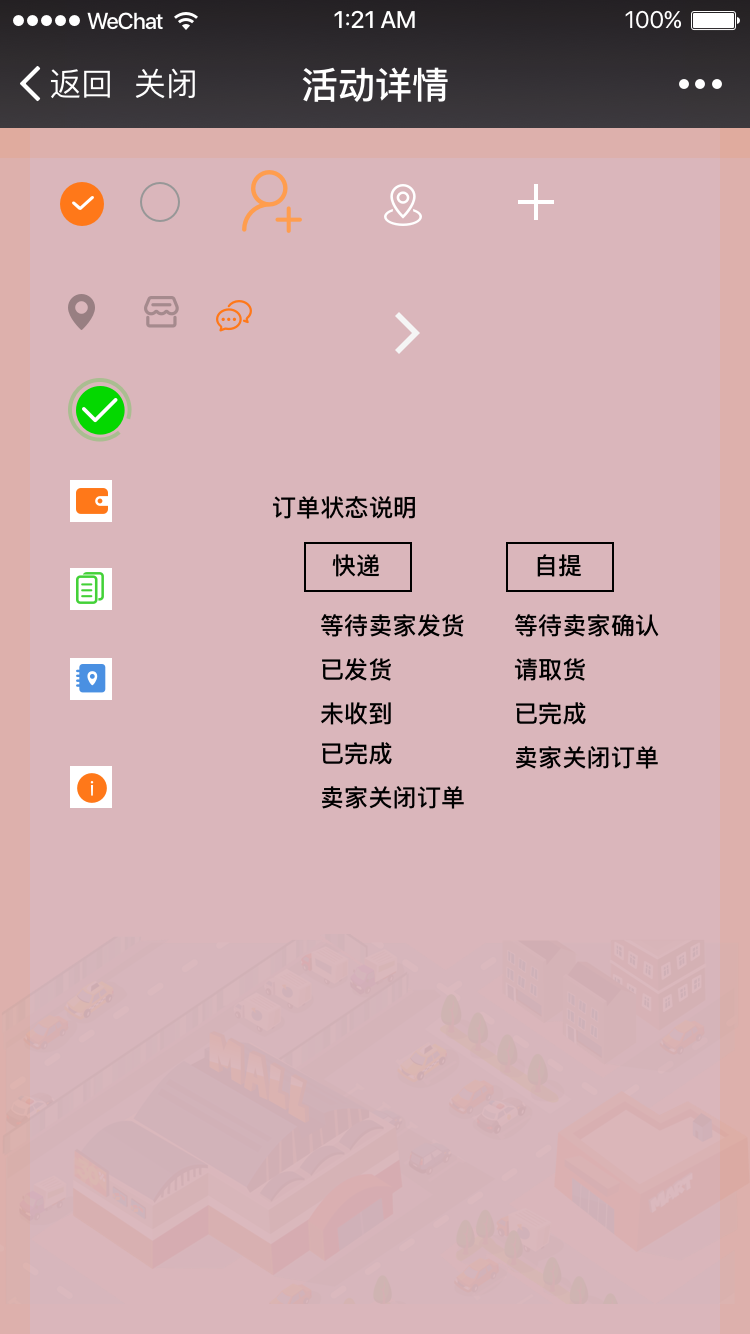 WeChat 1:21 AM 100%
返回 关闭 活动详情
订单状态说明
快递 自提
等待卖家发货 等待卖家确认
已发货 请取货
未收到 已完成
已完成 卖家关闭订单
卖家关闭订单
MALL
MART